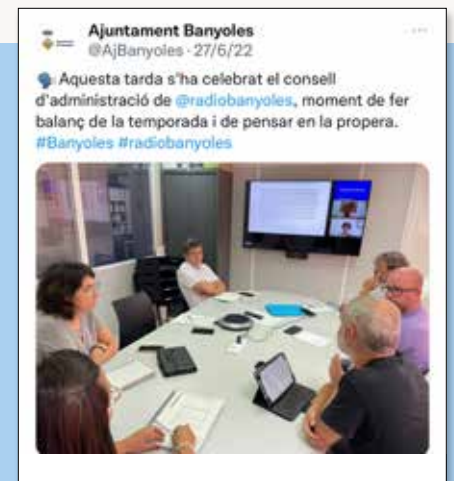 Ajuntament Banyoles
@AjBanyoles · 27/6/22
Aquesta tarda s'ha celebrat el consell
d'administració de @radiobanyoles, moment de fer
balanç de la temporada i de pensar en la propera.
#Banyoles #radiobanyoles